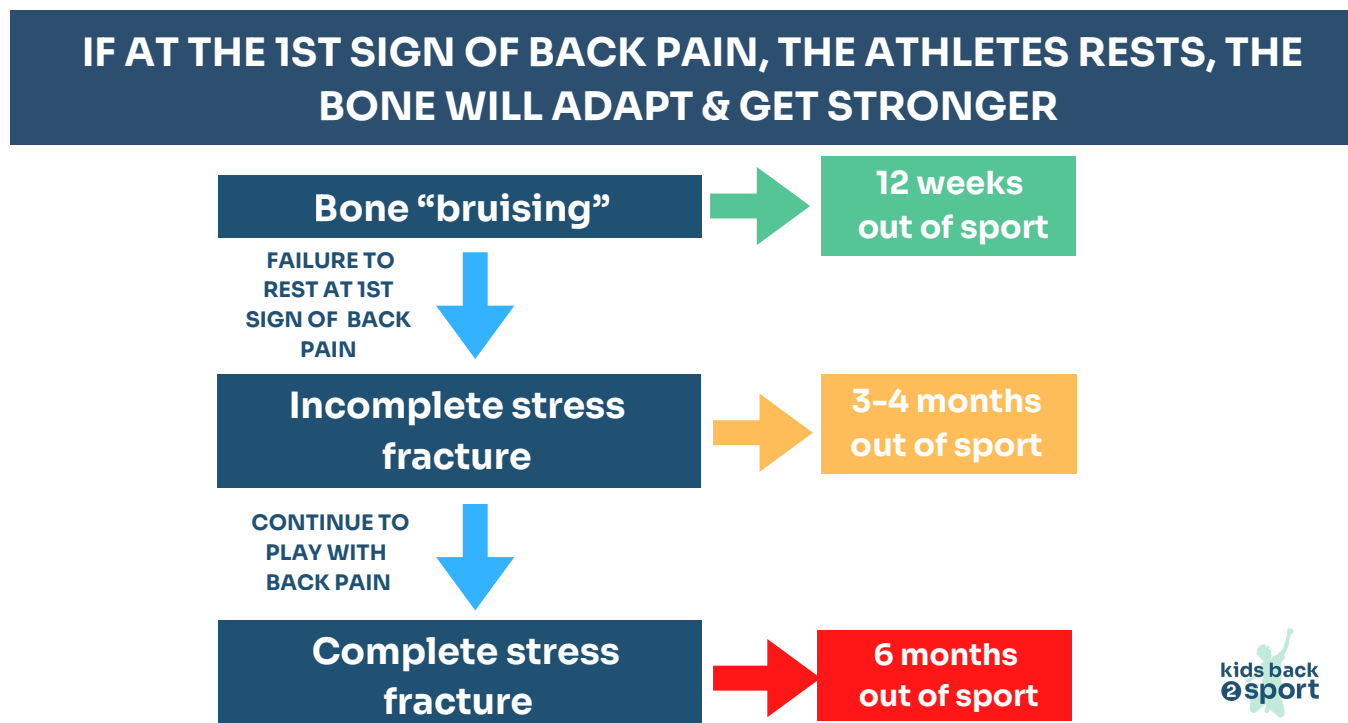 IF AT THE 1ST SIGN OF BACK PAIN, THE ATHLETES RESTS, THE
BONE WILL ADAPT & GET STRONGER
Bone “bruising”
12 weeks
out of sport
FAILURE TO
REST AT 1ST
SIGN OF BACK
PAIN
Incomplete stress
fracture
3-4 months
out of sport
CONTINUE TO
PLAY WITH
BACK PAIN
Complete stress
fracture
6 months
out of sport
kids back
2 sport